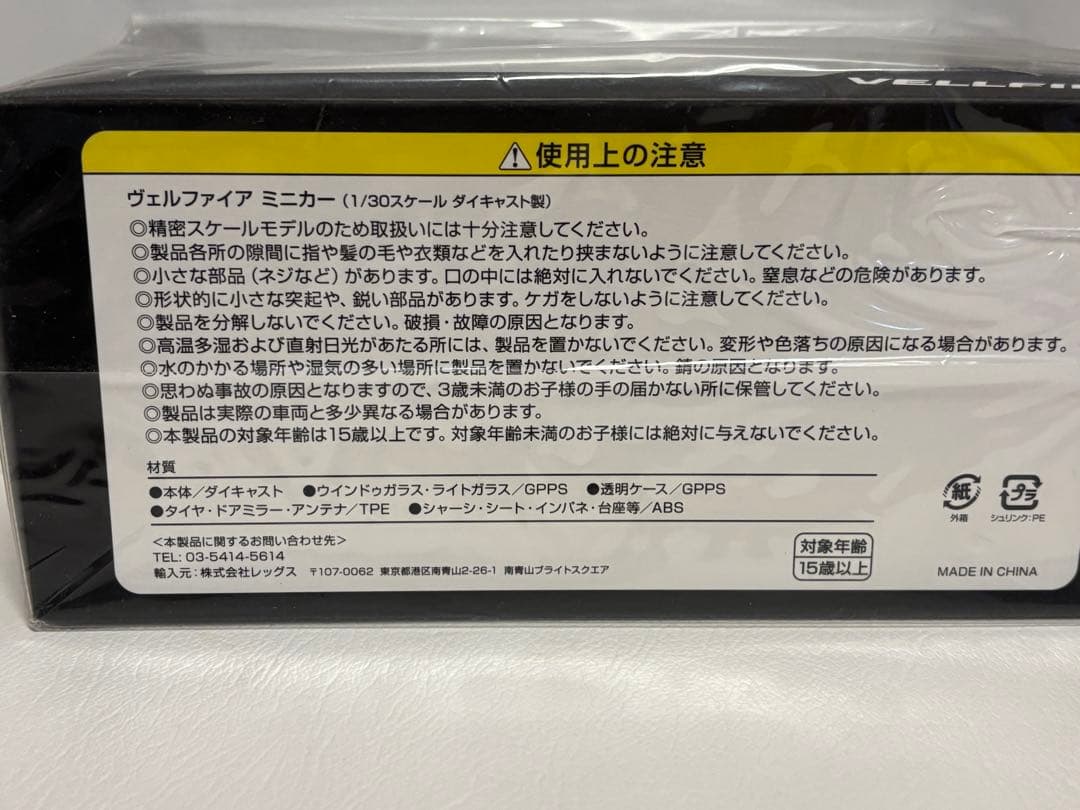 VELLFI
⚠使用上の注意
ヴェルファイア ミニカー(1/30スケール ダイキャスト製)
◎精密スケールモデルのため取扱いには十分注意してください。
◎製品各所の隙間に指や髪の毛や衣類などを入れたり挟まないように注意してください。
◎小さな部品(ネジなど)があります。口の中には絶対に入れないでください。窒息などの危険があります。
◎形状的に小さな突起や、鋭い部品があります。ケガをしないように注意してください。
◎製品を分解しないでください。破損・故障の原因となります。
◎高温多湿および直射日光があたる所には、製品を置かないでください。変形や色落ちの原因になる場合があります。
◎水のかかる場所や湿気の多い場所に製品を置かないでください。錆の原因となります。
◎思わぬ事故の原因となりますので、3歳未満のお子様の手の届かない所に保管してください。
◎製品は実際の車両と多少異なる場合があります。
◎本製品の対象年齢は15歳以上です。対象年齢未満のお子様には絶対に与えないでください。
材質
●本体/ダイキャスト ●ウインドゥガラス・ライトガラス/GPPS ●透明ケース/GPPS
●タイヤ・ドアミラー・アンテナ/TPE ●シャーシ・シート・インパネ・台座等/ABS
紙 プラ
外箱 シュリンク:PE
<本製品に関するお問い合わせ先>
TEL: 03-5414-5614
輸入元:株式会社レッグス 〒107-0062 東京都港区南青山2-26-1 南青山ブライトスクエア
対象年齢
15歳以上
MADE IN CHINA